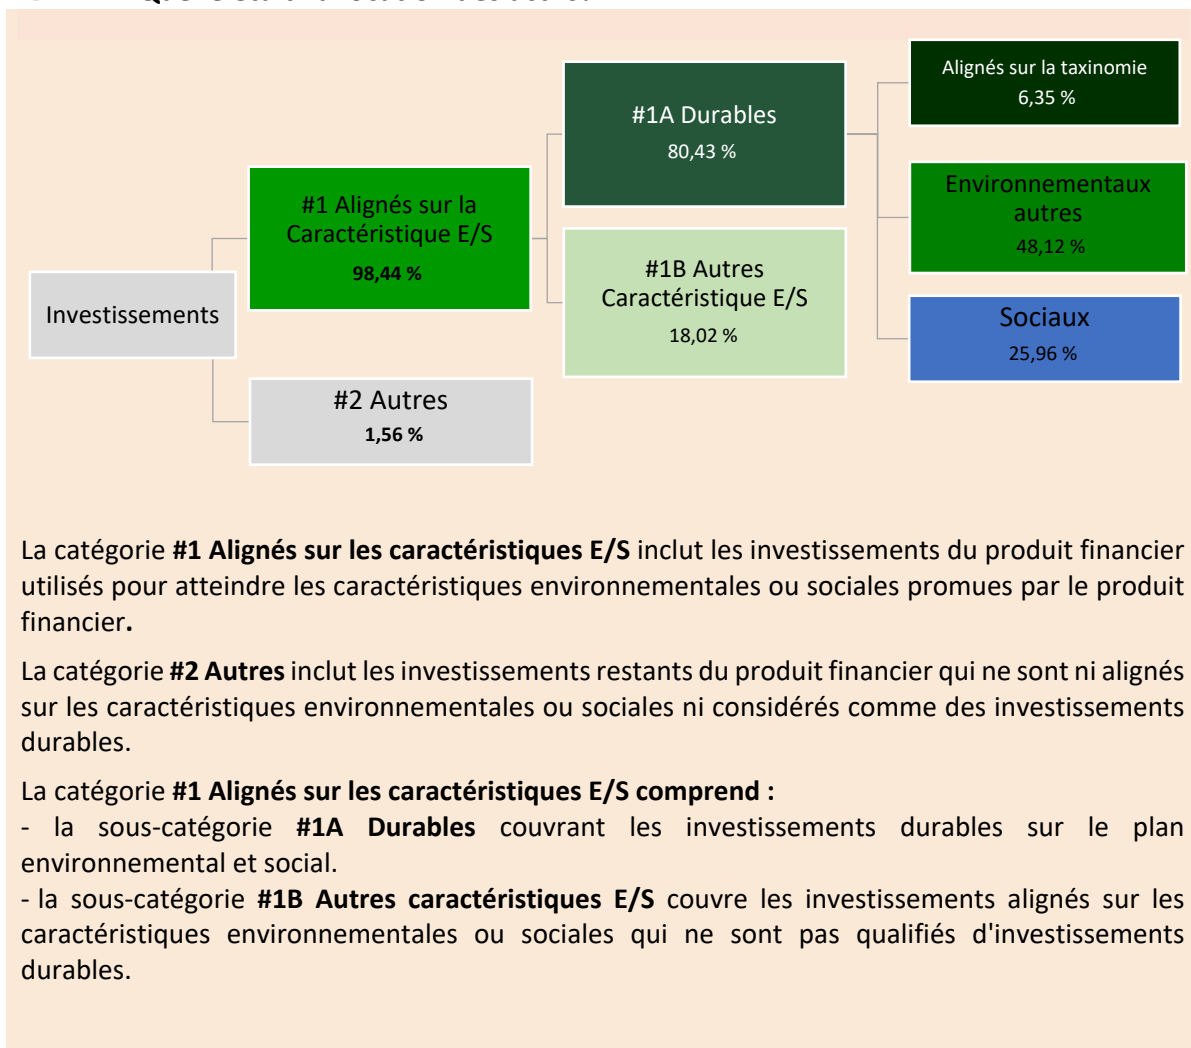 Alignés sur la taxinomie
6,35 %
#1A Durables
80,43 %
Environnementaux
autres
48,12 %
#1 Alignés sur la
Caractéristique E/S
98,44 %
#1B Autres
Caractéristique E/S
18,02 %
Investissements
Sociaux
25,96 %
#2 Autres
1,56 %
La catégorie #1 Alignés sur les caractéristiques E/S inclut les investissements du produit financier
utilisés pour atteindre les caractéristiques environnementales ou sociales promues par le produit
financier.
La catégorie #2 Autres inclut les investissements restants du produit financier qui ne sont ni alignés
sur les caractéristiques environnementales ou sociales ni considérés comme des investissements
durables.
La catégorie #1 Alignés sur les caractéristiques E/S comprend :
- la sous-catégorie #1A Durables couvrant les investissements durables sur le plan
environnemental et social.
- la sous-catégorie #1B Autres caractéristiques E/S couvre les investissements alignés sur les
caractéristiques environnementales ou sociales qui ne sont pas qualifiés d'investissements
durables.